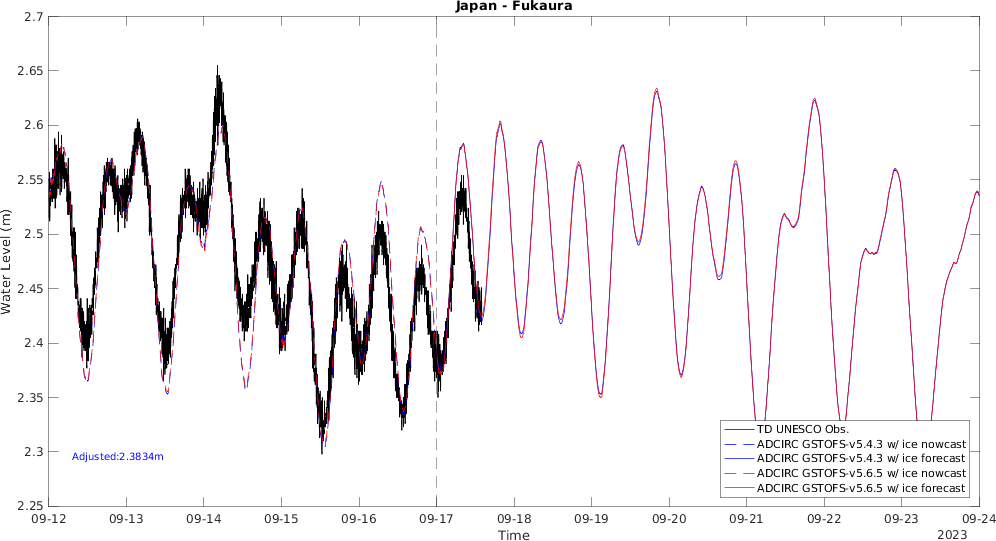 Japan - Fukaura
2.7
2.65
2.6
2.55
2.5
2.45
2.4
2.35
2.3
2.25
Water Level (m)
Adjusted:2.3834m
TD UNESCO Obs.
ADCIRC GSTOFS-v5.4.3 w/ ice nowcast
ADCIRC GSTOFS-v5.4.3 w/ ice forecast
ADCIRC GSTOFS-v5.6.5 w/ ice nowcast
ADCIRC GSTOFS-v5.6.5 w/ ice forecast
09-12 09-13 09-14 09-15 09-16 09-17 09-18 09-19 09-20 09-21 09-22 09-23 09-24
Time
2023